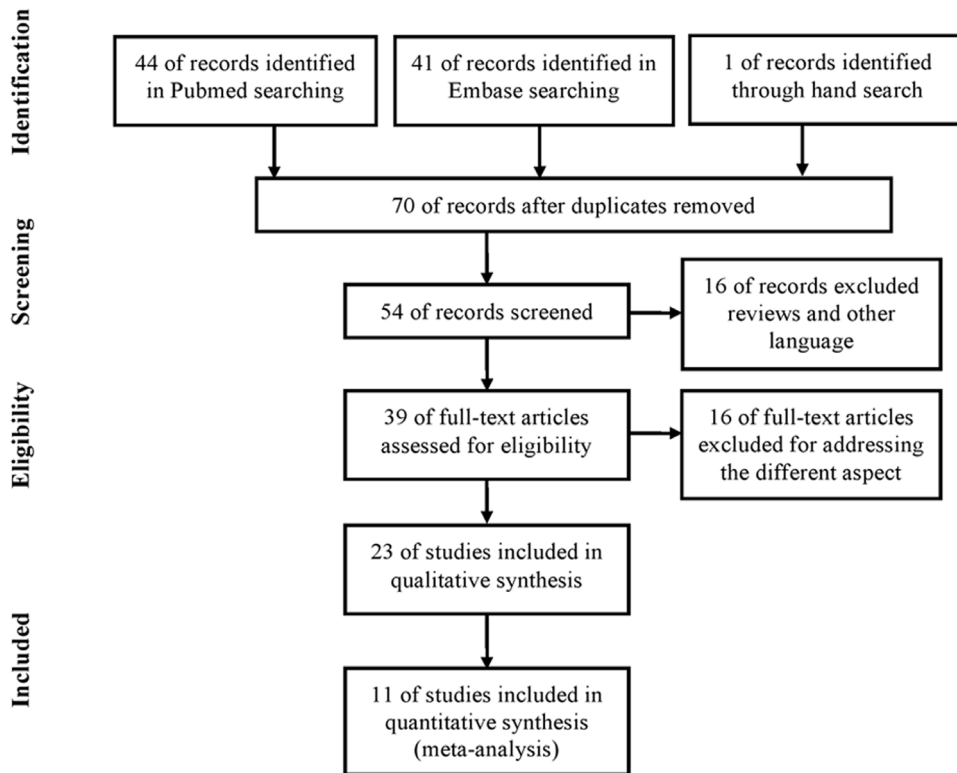 Identification
44 of records identified
in Pubmed searching
41 of records identified in
Embase searching
1 of records identified
through hand search
70 of records after duplicates removed
Screening
54 of records screened
16 of records excluded
reviews and other
language
Eligibility
39 of full-text articles
assessed for eligibility
16 of full-text articles
excluded for addressing
the different aspect
23 of studies included in
qualitative synthesis
Included
11 of studies included in
quantitative synthesis
(meta-analysis)